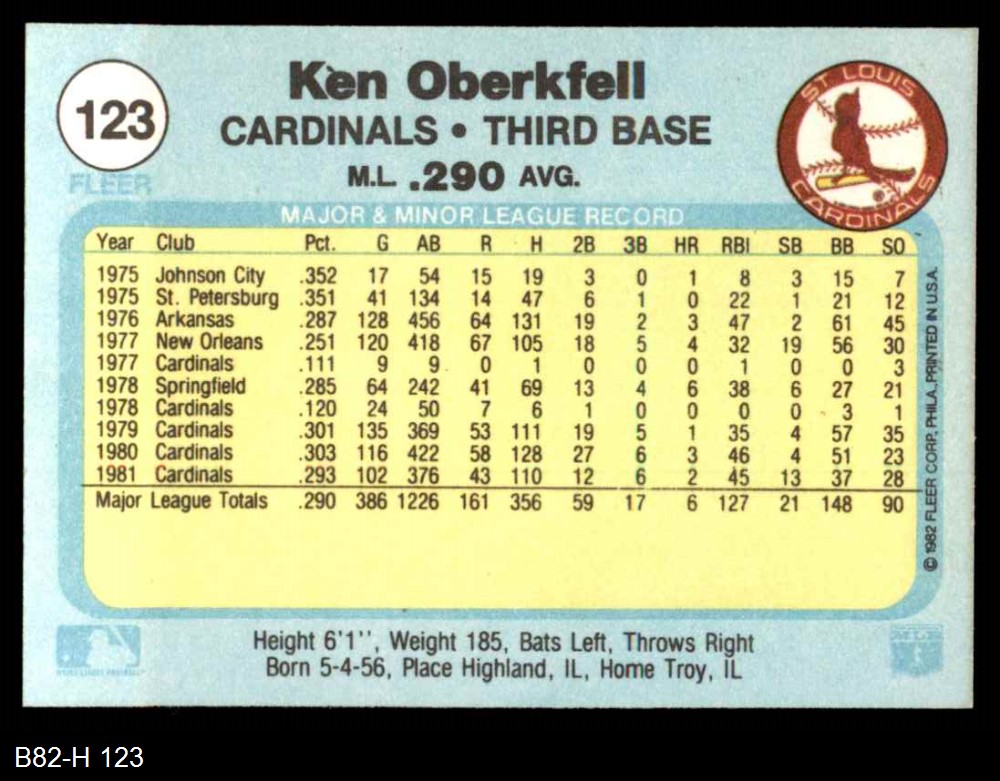 123
FLEER
Ken Oberkfell
CARDINALS • THIRD BASE
M.L. .290 AVG.
ST. LOUIS
CARDINALS
MAJOR & MINOR LEAGUE RECORD
Year Club Pct. G AB R H 2B 3B HR RBI SB BB SO
1975 Johnson City .352 17 54 15 19 3 0 1 8 3 15 7
1975 St. Petersburg .351 41 134 14 47 6 1 0 22 1 21 12
1976 Arkansas .287 128 456 64 131 19 2 3 47 2 61 45
1977 New Orleans .251 120 418 67 105 18 5 4 32 19 56 30
1977 Cardinals .111 9 9 0 1 0 0 0 1 0 0 3
1978 Springfield .285 64 242 41 69 13 4 6 38 6 27 21
1978 Cardinals .120 24 50 7 6 1 0 0 0 0 3 1
1979 Cardinals .301 135 369 53 111 19 5 1 35 4 57 35
1980 Cardinals .303 116 422 58 128 27 6 3 46 4 51 23
1981 Cardinals .293 102 376 43 110 12 6 2 45 13 37 28
Major League Totals .290 386 1226 161 356 59 17 6 127 21 148 90
© 1982 FLEER CORP., PHILA., PRINTED IN U.S.A.
Height 6'1'', Weight 185, Bats Left, Throws Right
Born 5-4-56, Place Highland, IL, Home Troy, IL
B82-H 123